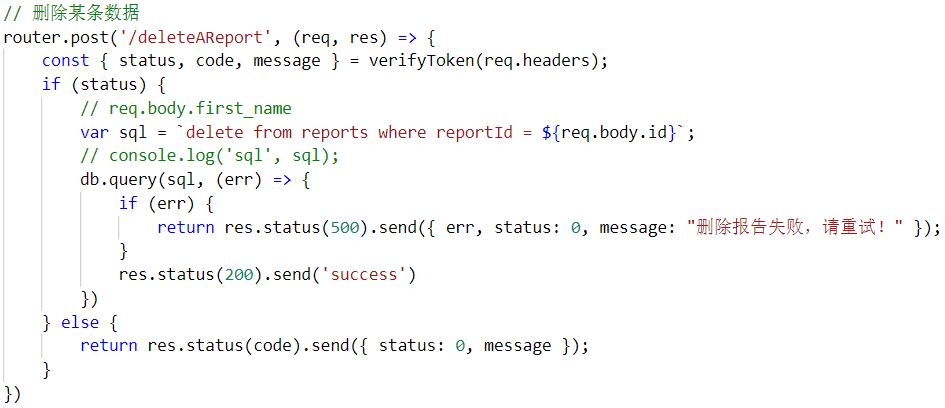 // 删除某条数据
router.post('/deleteAReport', (req, res) => {
    const { status, code, message } = verifyToken(req.headers);
    if (status) {
        // req.body.first_name
        var sql = `delete from reports where reportId = ${req.body.id}`;
        // console.log('sql', sql);
        db.query(sql, (err) => {
            if (err) {
                return res.status(500).send({ err, status: 0, message: "删除报告失败，请重试！" });
            }
            res.status(200).send('success')
        })
    } else {
        return res.status(code).send({ status: 0, message });
    }
})